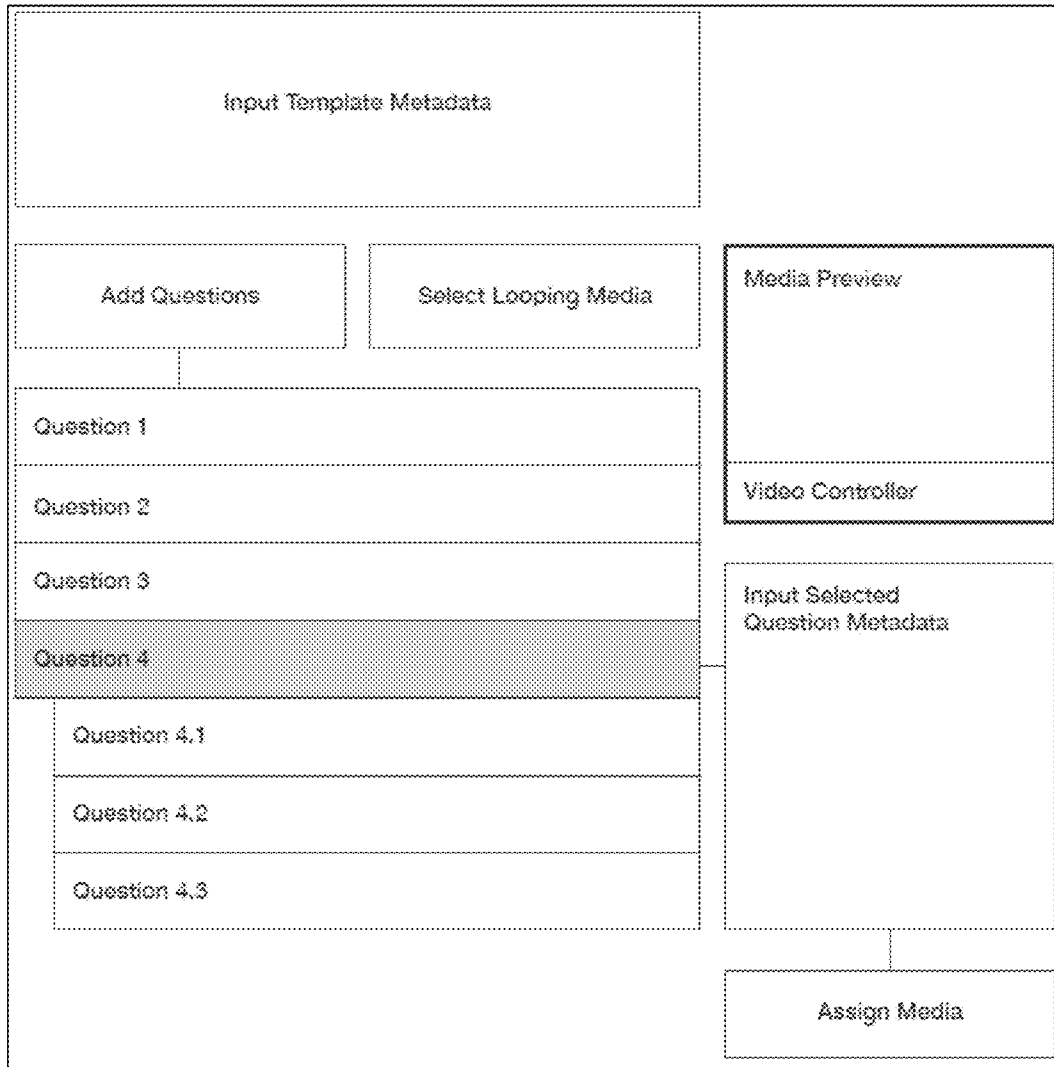 Input Template Metadata
Add Questions
Select Looping Media
Media Preview
Video Controller
Question 1
Question 2
Question 3
Question 4
Question 4.1
Question 4.2
Question 4.3
Input Selected
Question Metadata
Assign Media